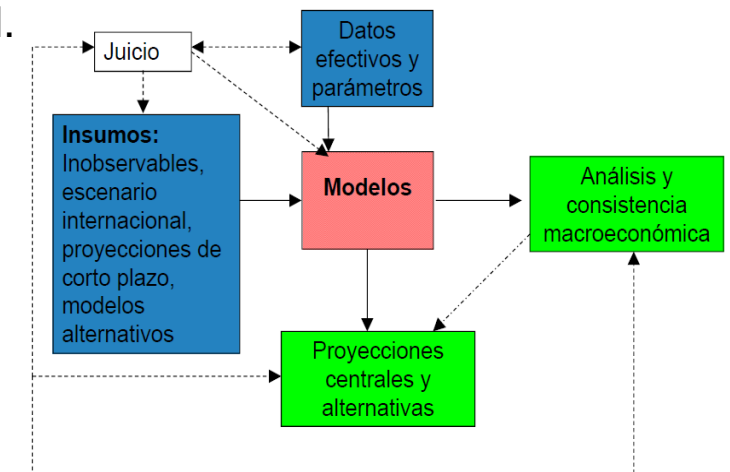 Juicio
Datos
efectivos y
parámetros
Insumos:
Inobservables,
escenario
internacional,
proyecciones de
corto plazo,
modelos
alternativos
Modelos
Análisis y
consistencia
macroeconómica
Proyecciones
centrales y
alternativas